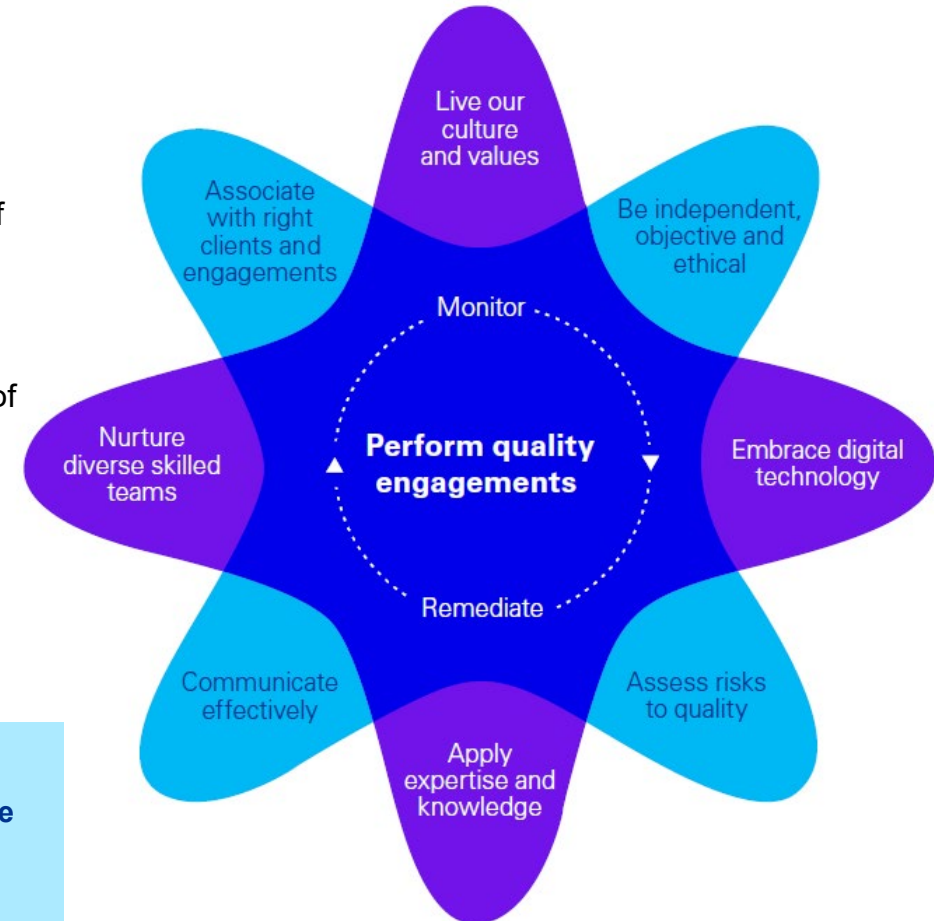 Live our
culture
and values
Associate
with right
clients and
engagements
Be independent,
objective and
ethical
Monitor
Nurture
diverse skilled
teams
Perform quality
engagements
Embrace digital
technology
Remediate
Communicate
effectively
Assess risks
to quality
Apply
expertise and
knowledge
of